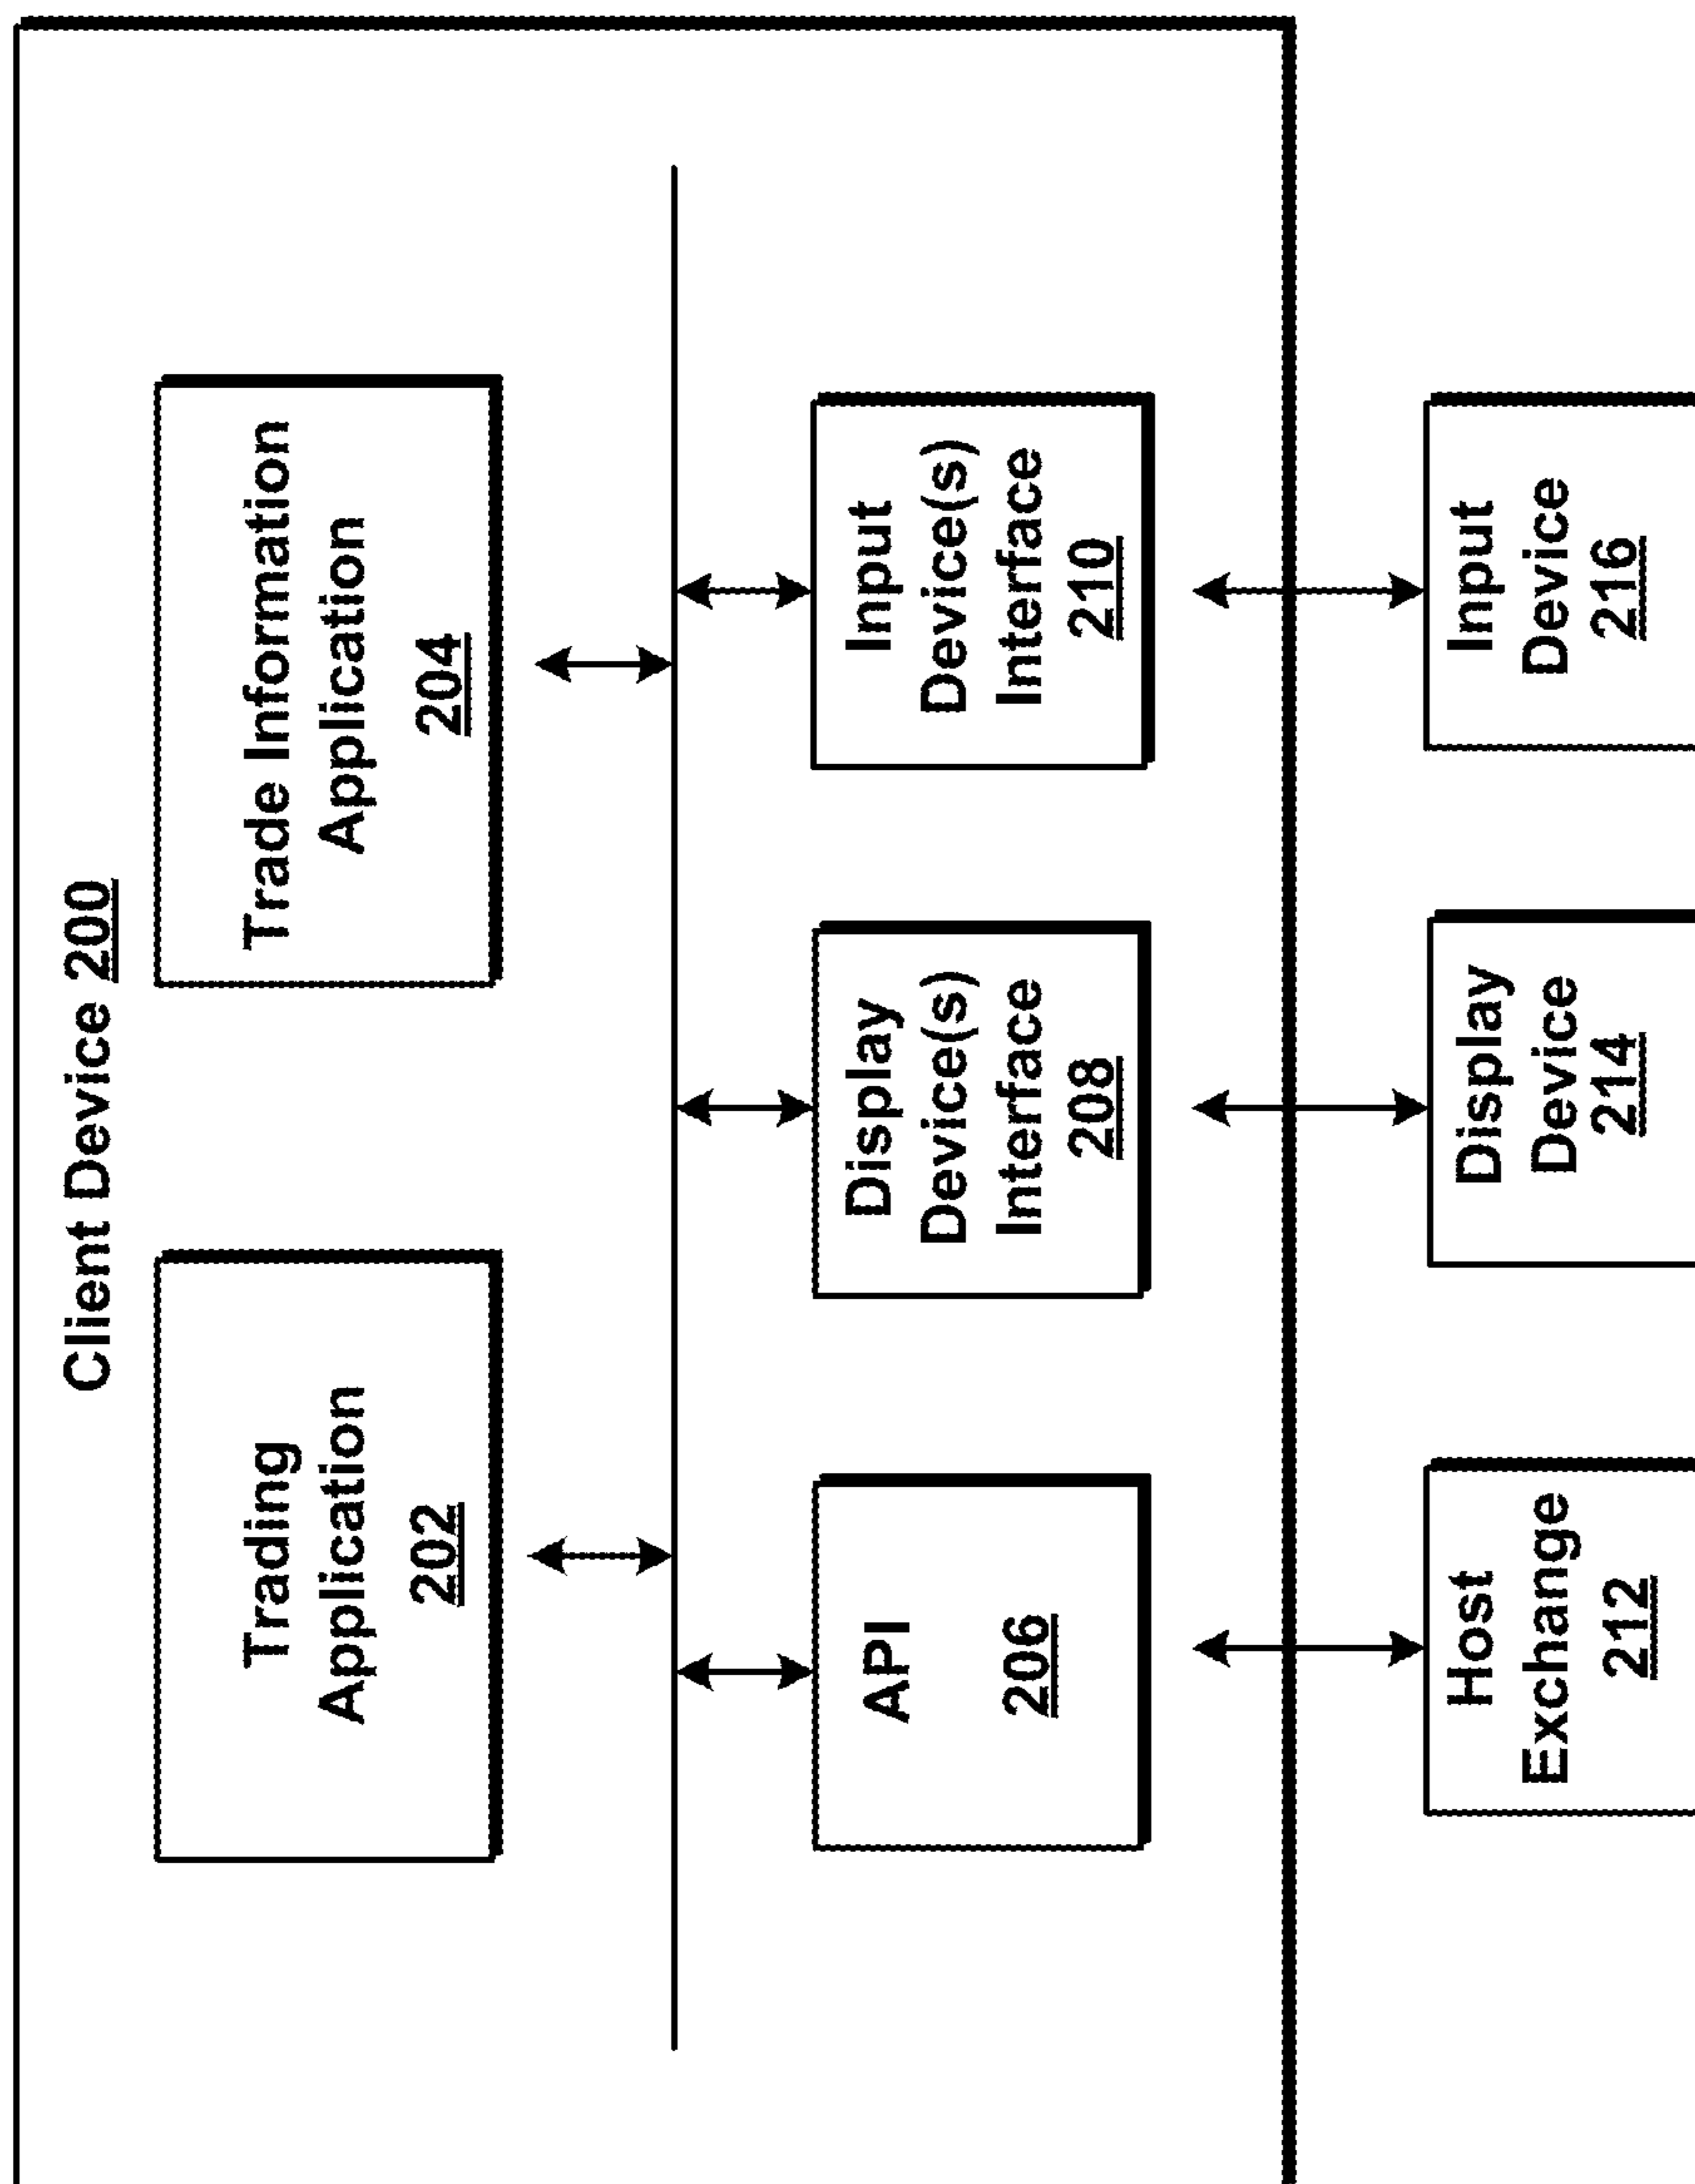 Client Device 200
Trading
Application
202
Trade Information
Application
204
API
206
Display
Device(s)
Interface
208
Input
Device(s)
Interface
210
Host
Exchange
212
Display
Device
214
Input
Device
216